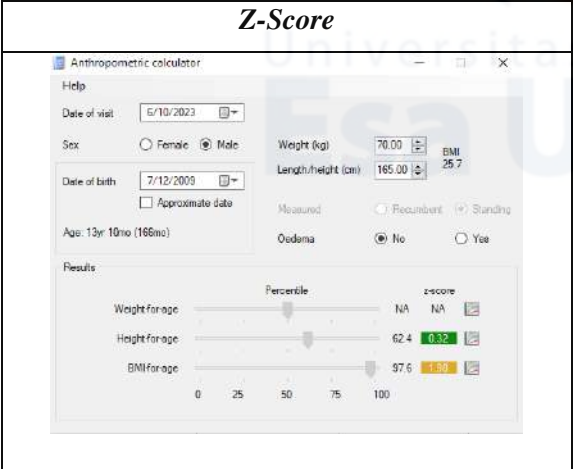 Z-Score
Universita
Esa U
Anthropometric calculator
Help
Date of visit 6/10/2023
Sex Female Male Weight (kg) 70.00 BMI
Length/height (cm) 165.00 25.7
Date of birth 7/12/2009
Approximate date
Measured Recumbent Standing
Age: 13yr 10mo (166mo)
Oedema No Yes
Results
Percentile z-score
Weight-for-age NA NA
Height-for-age 62.4 0.32
BMI-for-age 97.6
0 25 50 75 100